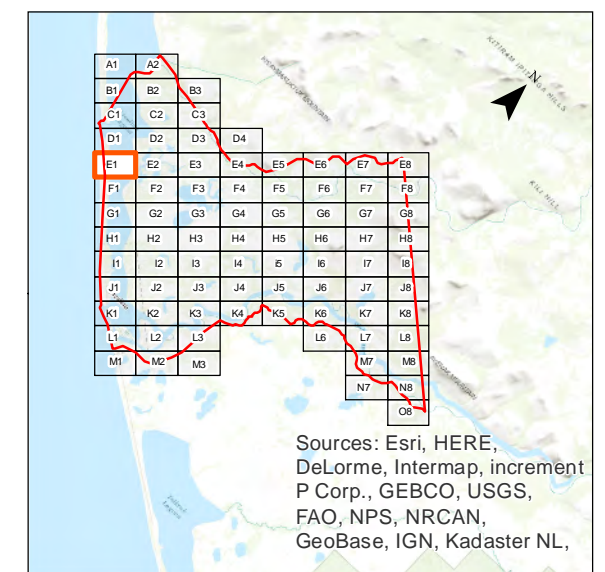 N
KITIRAM IPIENGA HILLS
KILI HILL
A1 A2
B1 B2 B3
C1 C2 C3
D1 D2 D3 D4
E1 E2 E3 E4 E5 E6 E7 E8
F1 F2 F3 F4 F5 F6 F7 F8
G1 G2 G3 G4 G5 G6 G7 G8
H1 H2 H3 H4 H5 H6 H7 H8
I1 I2 I3 I4 i5 I6 I7 I8
J1 J2 J3 J4 J5 J6 J7 J8
K1 K2 K3 K4 K5 K6 K7 K8
L1 L2 L3 L6 L7 L8
M1 M2 M3 M7 M8
N7 N8
O8
Sources: Esri, HERE,
DeLorme, Intermap, increment
P Corp., GEBCO, USGS,
FAO, NPS, NRCAN,
GeoBase, IGN, Kadaster NL,